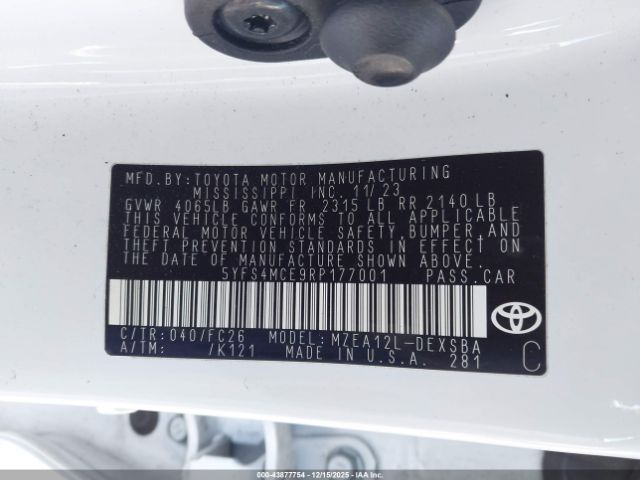 MFD.BY:TOYOTA MOTOR MANUFACTURING
MISSISSIPPI INC. 11/23
GVWR 4065LB GAWR FR 2315 LB RR 2140 LB
THIS VEHICLE CONFORMS TO ALL APPLICABLE
FEDERAL MOTOR VEHICLE SAFETY, BUMPER AND
THEFT PREVENTION STANDARDS IN EFFECT ON
THE DATE OF MANUFACTURE SHOWN ABOVE.
5YFS4MCE9RP177001 PASS.CAR
C/TR: 040/FC26 MODEL: MZEA12L-DEXSBA
A/TM: /K121 MADE IN U.S.A. 281
C
000-43877754 - 12/15/2025 - COPYRIGHT IAA, LLC.